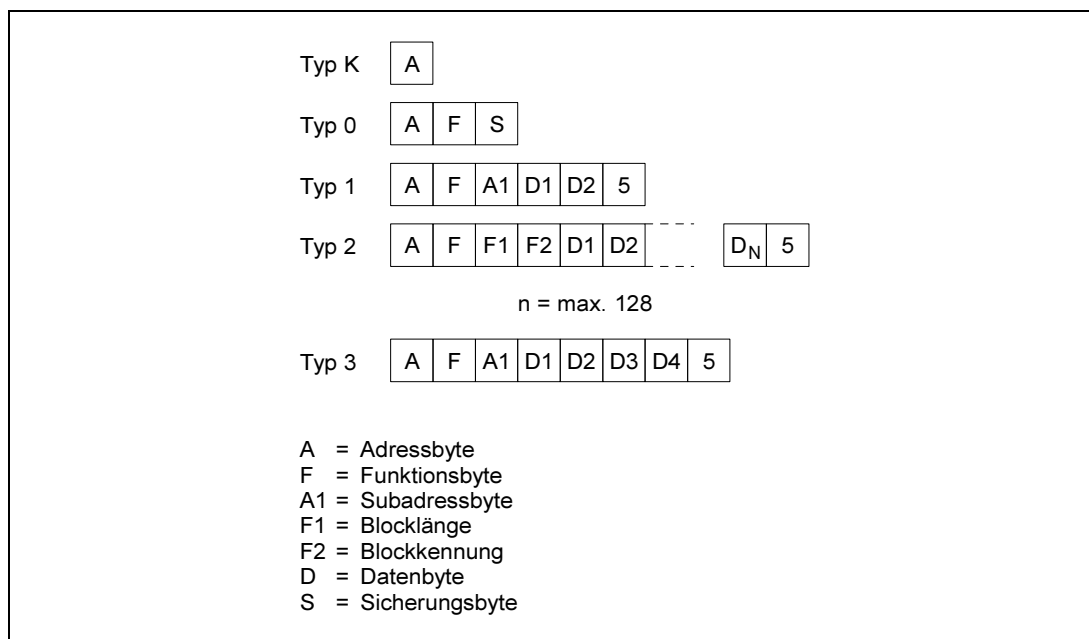 Typ K A
Typ 0 A F S
Typ 1 A F A1 D1 D2 5
Typ 2 A F F1 F2 D1 D2 DN 5
n = max. 128
Typ 3 A F A1 D1 D2 D3 D4 5
A = Adressbyte
F = Funktionsbyte
A1 = Subadressbyte
F1 = Blocklänge
F2 = Blockkennung
D = Datenbyte
S = Sicherungsbyte